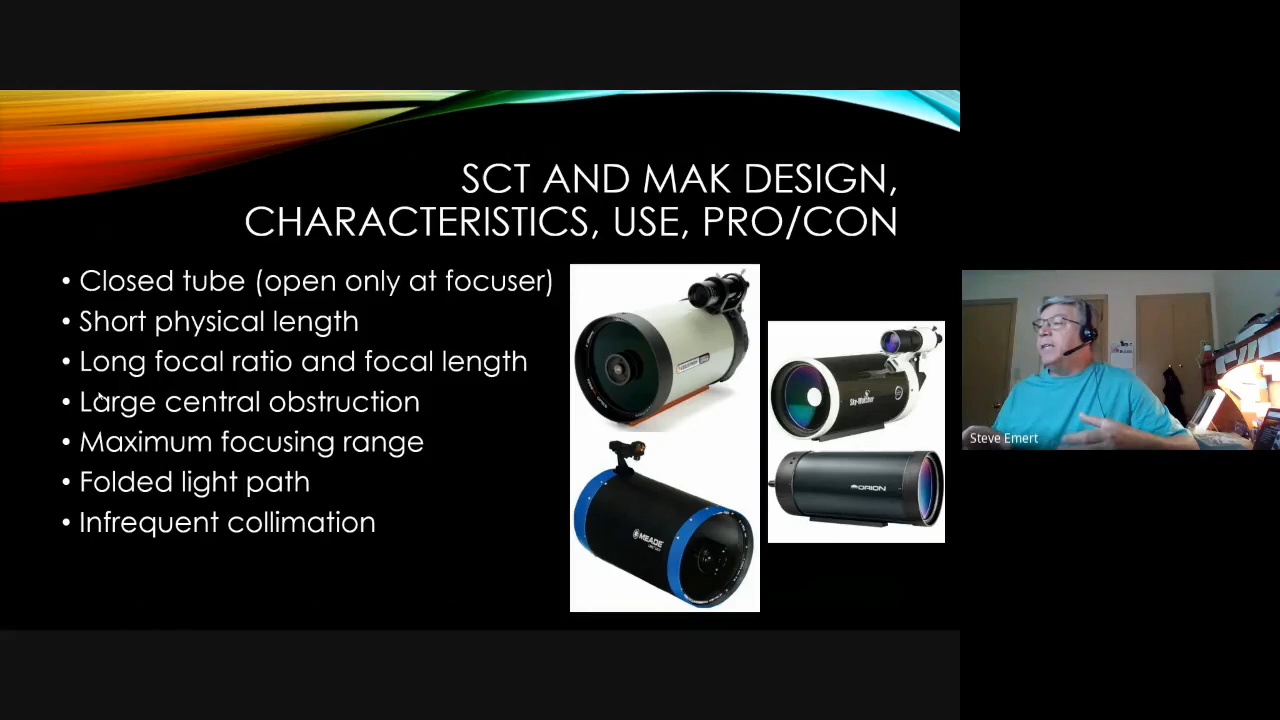 SCT AND MAK DESIGN,
CHARACTERISTICS, USE, PRO/CON
• Closed tube (open only at focuser)
• Short physical length
• Long focal ratio and focal length
• Large central obstruction
• Maximum focusing range
• Folded light path
• Infrequent collimation
Sky-Watcher
ORION
MEADE
Steve Emert